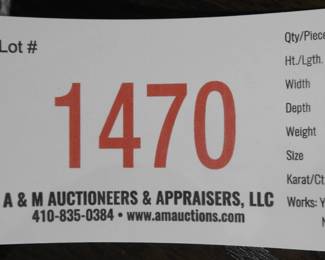 Lot #
1470
A & M AUCTIONEERS & APPRAISERS, LLC
410-835-0384 • www.amauctions.com
Qty/Piece
Ht./Lgth.
Width
Depth
Weight
Size
Karat/Ct.
Works: Y